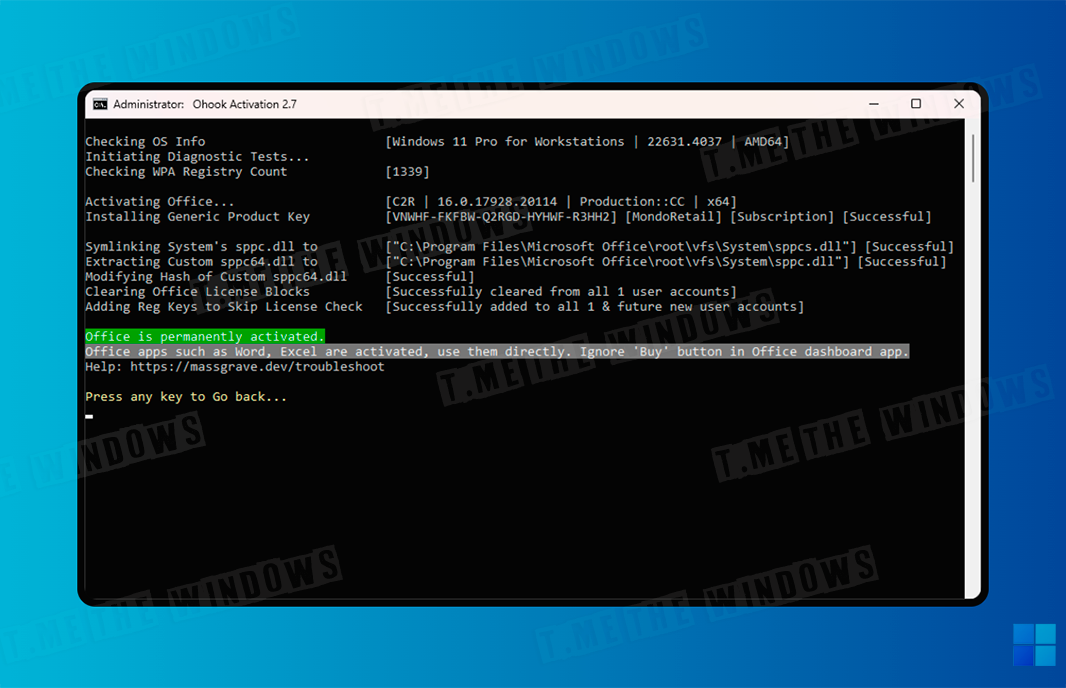 Administrator: Ohook Activation 2.7
Checking OS Info [Windows 11 Pro for Workstations | 22631.4037 | AMD64]
Initiating Diagnostic Tests...
Checking WPA Registry Count [1339]
Activating Office... [C2R | 16.0.17928.20114 | Production::CC | x64]
Installing Generic Product Key [VNWHF-FKFBW-Q2RGD-HYHWF-R3HH2] [MondoRetail] [Subscription] [Successful]
Symlinking System's sppc.dll to ["C:\Program Files\Microsoft Office\root\vfs\System\sppcs.dll"] [Successful]
Extracting Custom sppc64.dll to ["C:\Program Files\Microsoft Office\root\vfs\System\sppc.dll"] [Successful]
Modifying Hash of Custom sppc64.dll [Successful]
Clearing Office License Blocks [Successfully cleared from all 1 user accounts]
Adding Reg Keys to Skip License Check [Successfully added to all 1 & future new user accounts]
Office is permanently activated.
Office apps such as Word, Excel are activated, use them directly. Ignore 'Buy' button in Office dashboard app.
Help: https://massgrave.dev/troubleshoot
Press any key to Go back...
T.ME THE WINDOWS
T.ME THE WINDOWS
T.ME THE WINDOWS
T.ME THE WINDOWS
T.ME THE WINDOWS
T.ME THE WINDOWS
T.ME THE WINDOWS